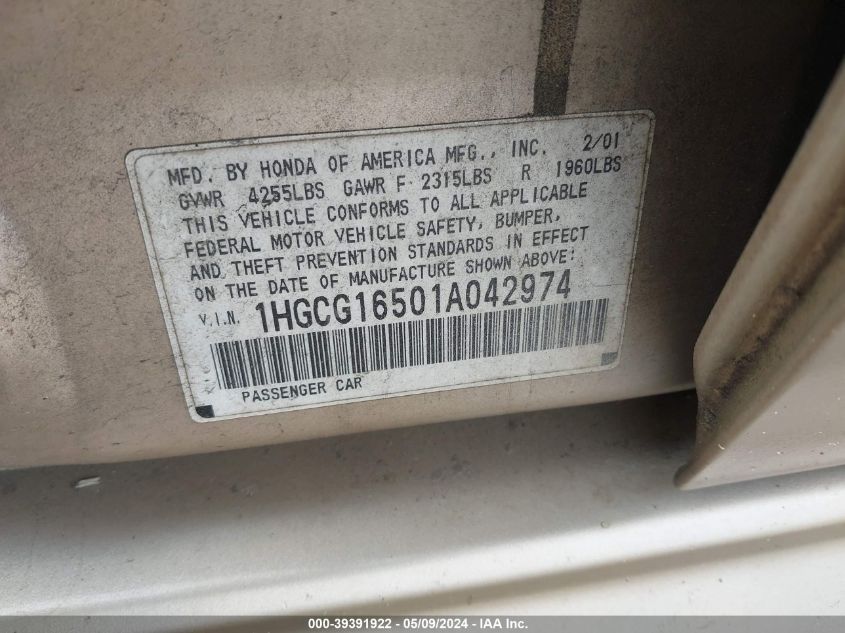 MFD. BY HONDA OF AMERICA MFG., INC. 2/01
GVWR 4255LBS GAWR F 2315LBS R 1960LBS
THIS VEHICLE CONFORMS TO ALL APPLICABLE
FEDERAL MOTOR VEHICLE SAFETY, BUMPER,
AND THEFT PREVENTION STANDARDS IN EFFECT
ON THE DATE OF MANUFACTURE SHOWN ABOVE.
V.I.N. 1HGCG16501A042974
PASSENGER CAR
000-39391922 - 05/09/2024 - IAA Inc.